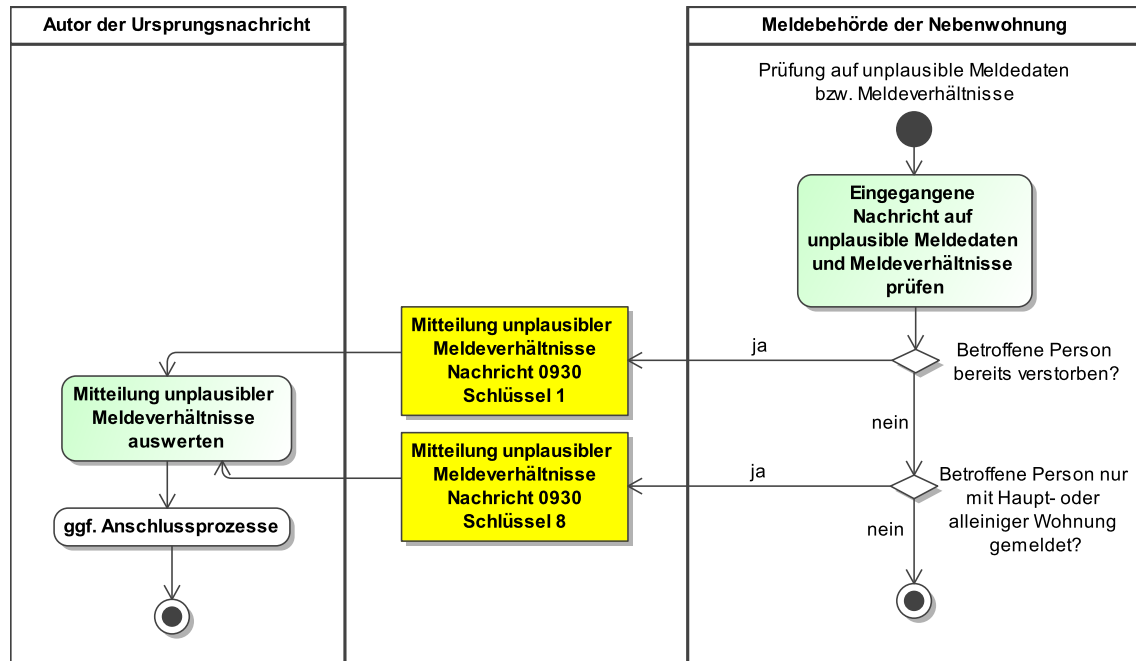 Autor der Ursprungsnachricht
Meldebehörde der Nebenwohnung
Prüfung auf unplausible Meldedaten
bzw. Meldeverhältnisse
Eingegangene
Nachricht auf
unplausible Meldedaten
und Meldeverhältnisse
prüfen
Mitteilung unplausibler
Meldeverhältnisse
Nachricht 0930
Schlüssel 1
ja
Betroffene Person
bereits verstorben?
Mitteilung unplausibler
Meldeverhältnisse
auswerten
nein
Mitteilung unplausibler
Meldeverhältnisse
Nachricht 0930
Schlüssel 8
ja
Betroffene Person nur
mit Haupt- oder
alleiniger Wohnung
gemeldet?
ggf. Anschlussprozesse
nein